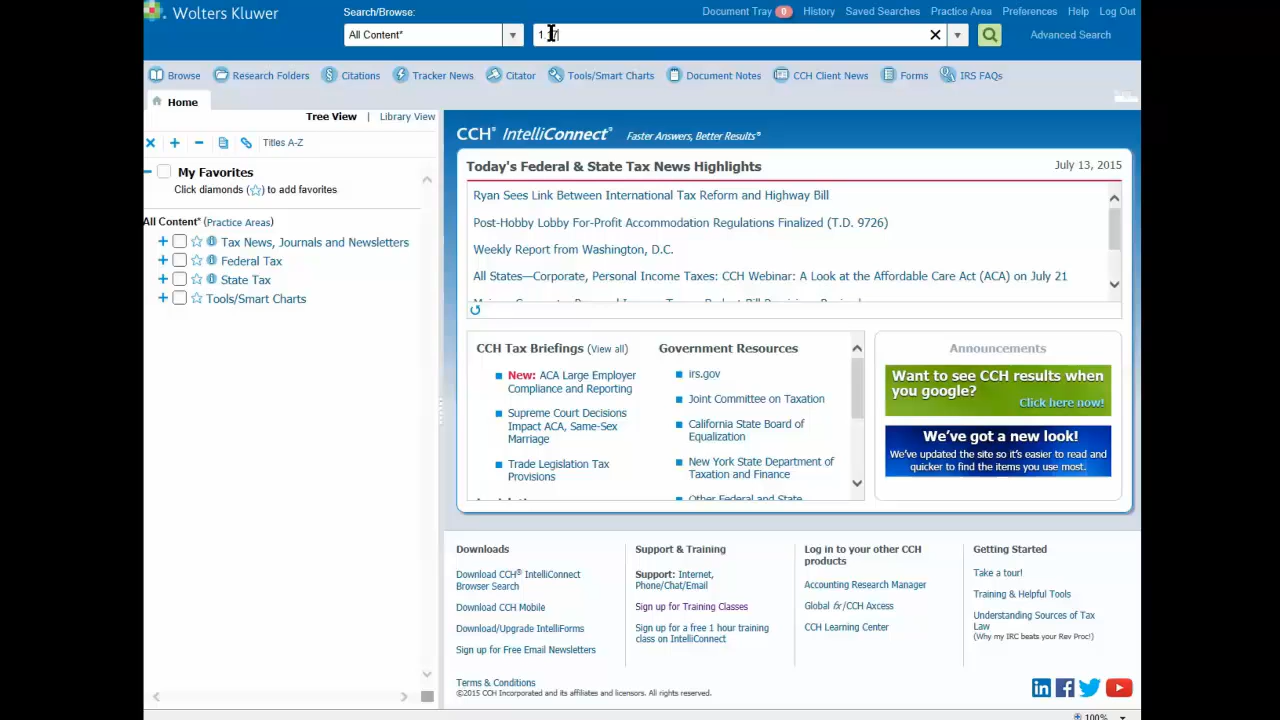 Wolters Kluwer
Search/Browse:
Document Tray 0 History Saved Searches Practice Area Preferences Help Log Out
All Content*
Advanced Search
Browse Research Folders Citations Tracker News Citator Tools/Smart Charts Document Notes CCH Client News Forms IRS FAQs
Home
Tree View | Library View
Titles A-Z
My Favorites
Click diamonds (☆) to add favorites
All Content* (Practice Areas)
Tax News, Journals and Newsletters
Federal Tax
State Tax
Tools/Smart Charts
CCH® IntelliConnect® Faster Answers, Better Results®
Today's Federal & State Tax News Highlights
July 13, 2015
Ryan Sees Link Between International Tax Reform and Highway Bill
Post-Hobby Lobby For-Profit Accommodation Regulations Finalized (T.D. 9726)
Weekly Report from Washington, D.C.
All States—Corporate, Personal Income Taxes: CCH Webinar: A Look at the Affordable Care Act (ACA) on July 21
CCH Tax Briefings (View all)
New: ACA Large Employer
Compliance and Reporting
Supreme Court Decisions
Impact ACA, Same-Sex
Marriage
Trade Legislation Tax
Provisions
Government Resources
irs.gov
Joint Committee on Taxation
California State Board of
Equalization
New York State Department of
Taxation and Finance
Other Federal and State
Announcements
Want to see CCH results when
you google?
Click here now!
We've got a new look!
We've updated the site so it's easier to read and
quicker to find the items you use most.
Downloads
Download CCH® IntelliConnect
Browser Search
Download CCH Mobile
Download/Upgrade IntelliForms
Sign up for Free Email Newsletters
Support & Training
Support: Internet,
Phone/Chat/Email
Sign up for Training Classes
Sign up for a free 1 hour training
class on IntelliConnect
Log in to your other CCH
products
Accounting Research Manager
Global fx/CCH Axcess
CCH Learning Center
Getting Started
Take a tour!
Training & Helpful Tools
Understanding Sources of Tax
Law
(Why my IRC beats your Rev Proc!)
Terms & Conditions
©2015 CCH Incorporated and its affiliates and licensors. All rights reserved.
100%